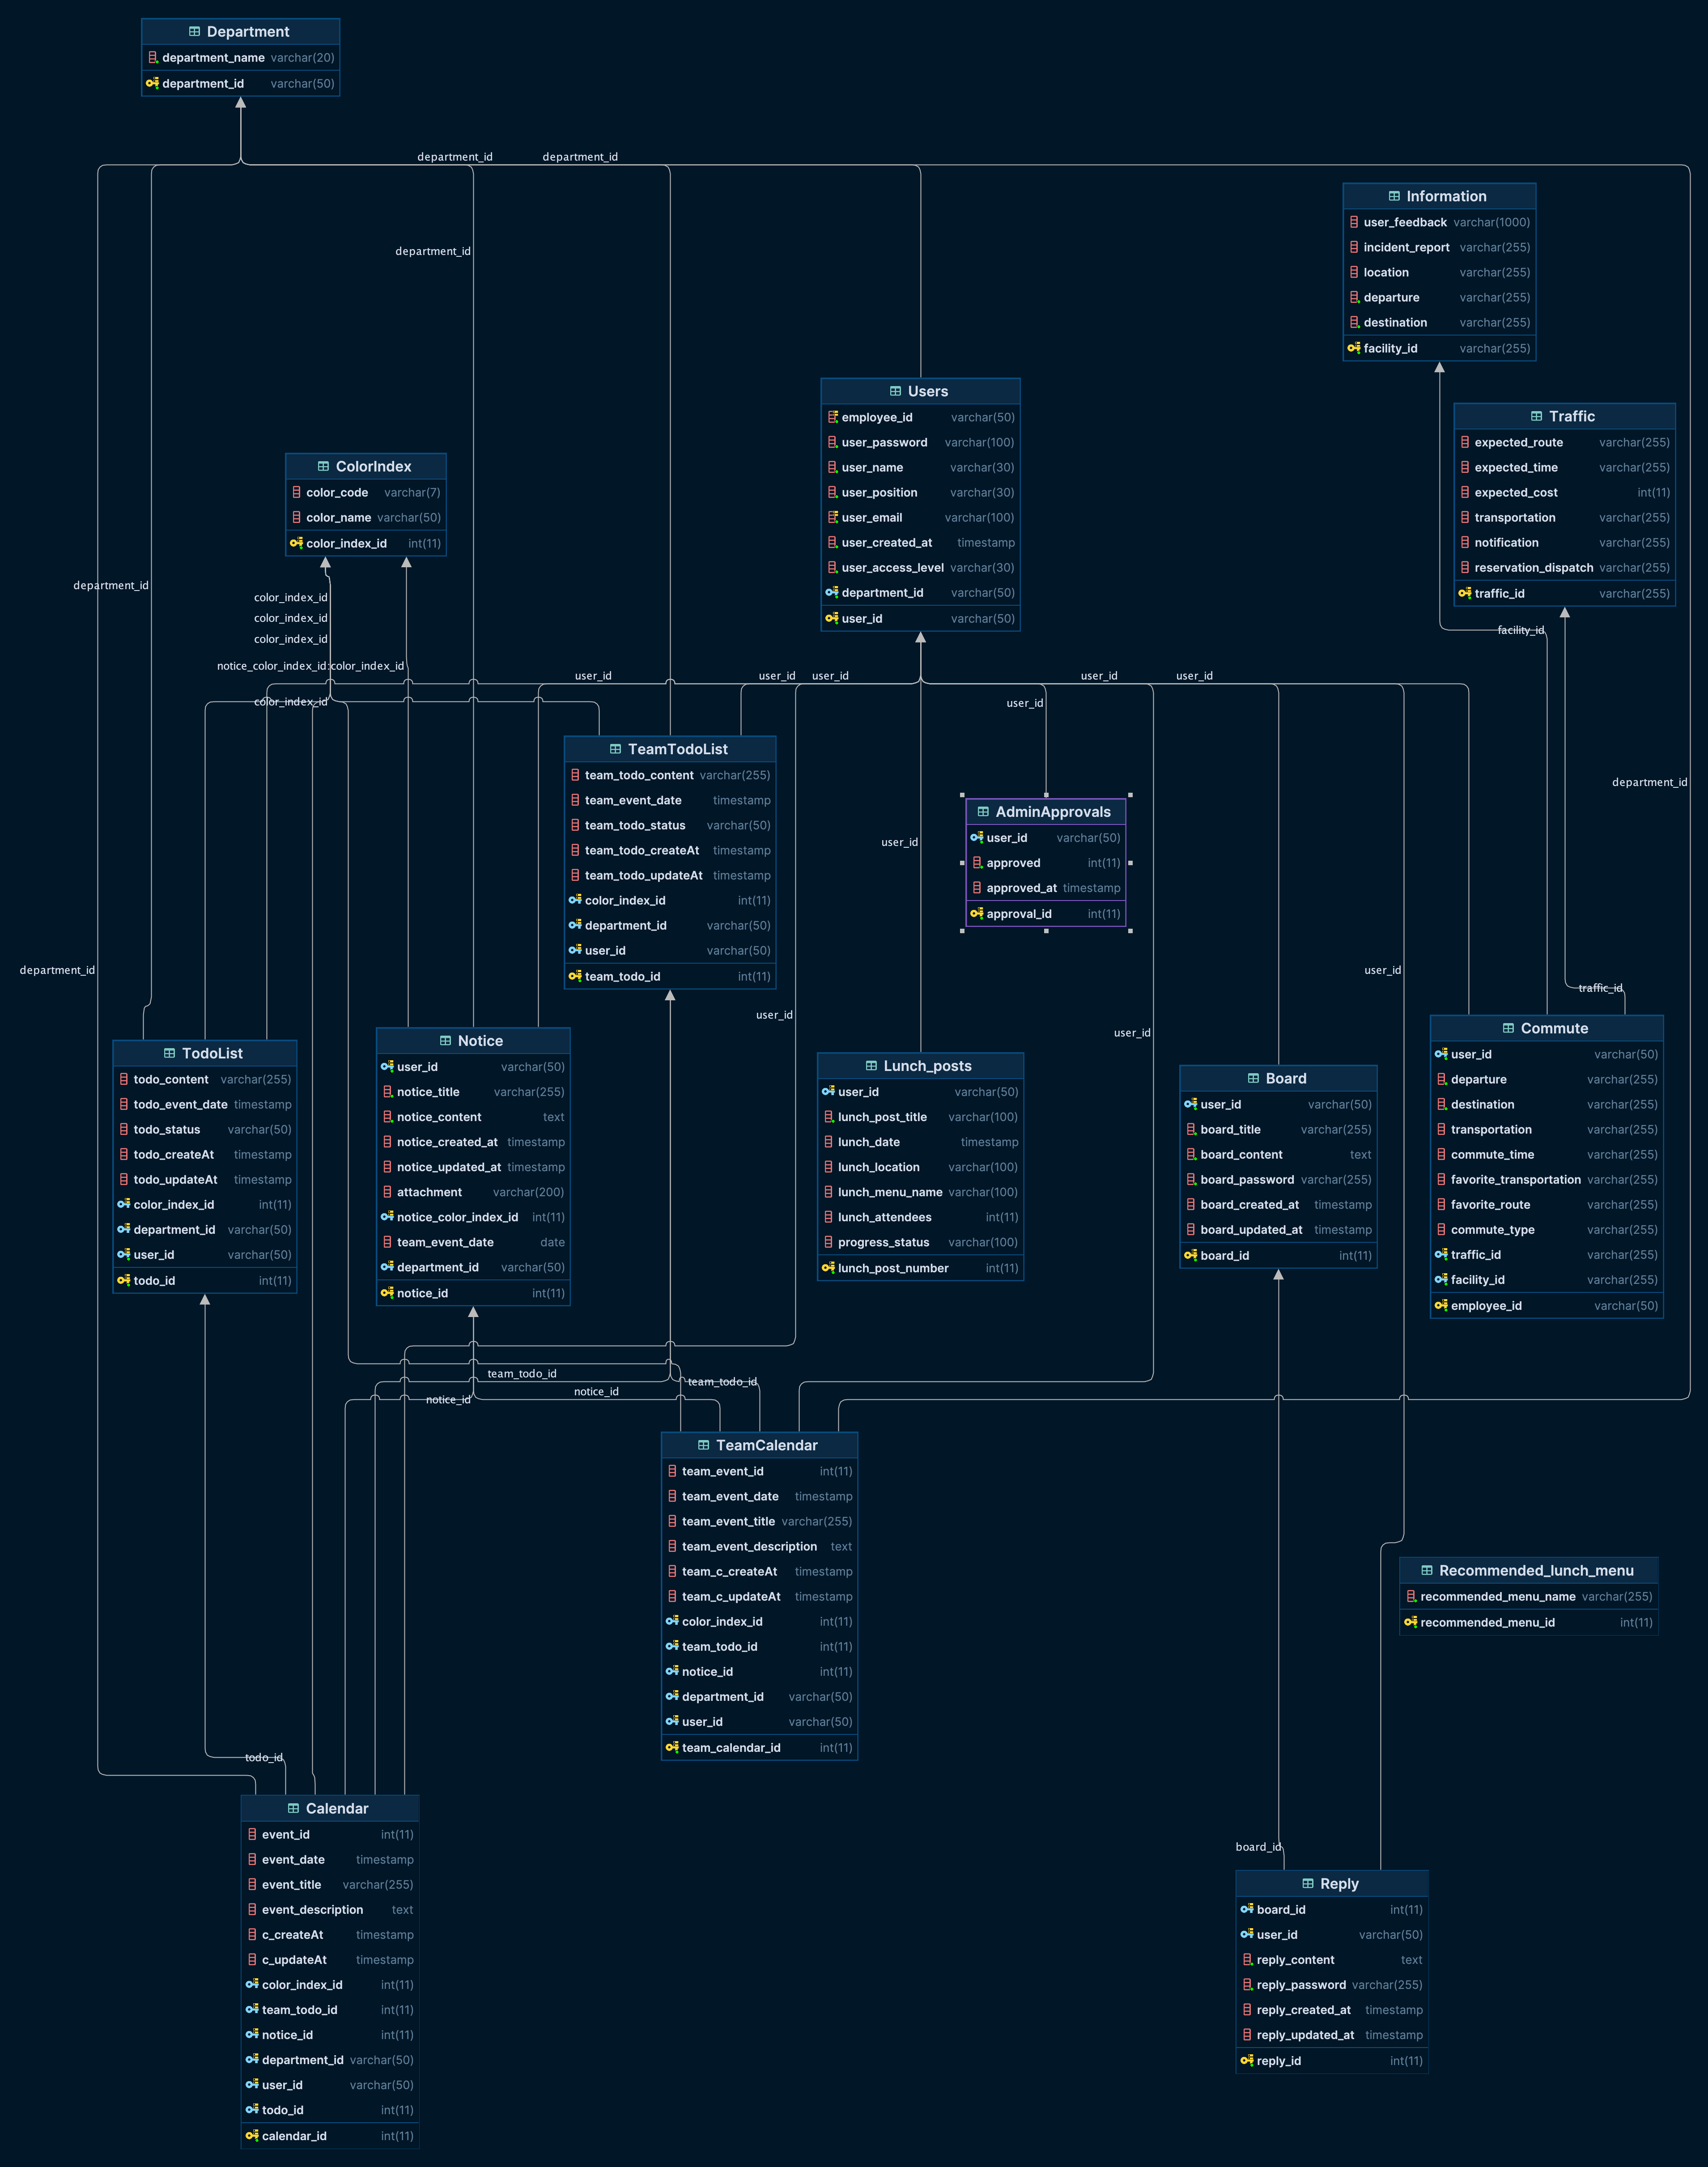 Department
department_name varchar(20)
department_id varchar(50)
department_id
department_id
department_id
department_id
department_id
department_id
Information
user_feedback varchar(1000)
incident_report varchar(255)
location varchar(255)
departure varchar(255)
destination varchar(255)
facility_id varchar(255)
Users
employee_id varchar(50)
user_password varchar(100)
user_name varchar(30)
user_position varchar(30)
user_email varchar(100)
user_created_at timestamp
user_access_level varchar(30)
department_id varchar(50)
user_id varchar(50)
Traffic
expected_route varchar(255)
expected_time varchar(255)
expected_cost int(11)
transportation varchar(255)
notification varchar(255)
reservation_dispatch varchar(255)
traffic_id varchar(255)
ColorIndex
color_code varchar(7)
color_name varchar(50)
color_index_id int(11)
color_index_id
color_index_id
color_index_id
notice_color_index_id:color_index_id
color_index_id
facility_id
user_id
user_id
user_id
user_id
user_id
user_id
user_id
user_id
user_id
user_id
traffic_id
TeamTodoList
team_todo_content varchar(255)
team_event_date timestamp
team_todo_status varchar(50)
team_todo_createAt timestamp
team_todo_updateAt timestamp
color_index_id int(11)
department_id varchar(50)
user_id varchar(50)
team_todo_id int(11)
AdminApprovals
user_id varchar(50)
approved int(11)
approved_at timestamp
approval_id int(11)
TodoList
todo_content varchar(255)
todo_event_date timestamp
todo_status varchar(50)
todo_createAt timestamp
todo_updateAt timestamp
color_index_id int(11)
department_id varchar(50)
user_id varchar(50)
todo_id int(11)
Notice
user_id varchar(50)
notice_title varchar(255)
notice_content text
notice_created_at timestamp
notice_updated_at timestamp
attachment varchar(200)
notice_color_index_id int(11)
team_event_date date
department_id varchar(50)
notice_id int(11)
Lunch_posts
user_id varchar(50)
lunch_post_title varchar(100)
lunch_date timestamp
lunch_location varchar(100)
lunch_menu_name varchar(100)
lunch_attendees int(11)
progress_status varchar(100)
lunch_post_number int(11)
Board
user_id varchar(50)
board_title varchar(255)
board_content text
board_password varchar(255)
board_created_at timestamp
board_updated_at timestamp
board_id int(11)
Commute
user_id varchar(50)
departure varchar(255)
destination varchar(255)
transportation varchar(255)
commute_time varchar(255)
favorite_transportation varchar(255)
favorite_route varchar(255)
commute_type varchar(255)
traffic_id varchar(255)
facility_id varchar(255)
employee_id varchar(50)
team_todo_id
team_todo_id
notice_id
notice_id
TeamCalendar
team_event_id int(11)
team_event_date timestamp
team_event_title varchar(255)
team_event_description text
team_c_createAt timestamp
team_c_updateAt timestamp
color_index_id int(11)
team_todo_id int(11)
notice_id int(11)
department_id varchar(50)
user_id varchar(50)
team_calendar_id int(11)
Recommended_lunch_menu
recommended_menu_name varchar(255)
recommended_menu_id int(11)
todo_id
Calendar
event_id int(11)
event_date timestamp
event_title varchar(255)
event_description text
c_createAt timestamp
c_updateAt timestamp
color_index_id int(11)
team_todo_id int(11)
notice_id int(11)
department_id varchar(50)
user_id varchar(50)
todo_id int(11)
calendar_id int(11)
board_id
Reply
board_id int(11)
user_id varchar(50)
reply_content text
reply_password varchar(255)
reply_created_at timestamp
reply_updated_at timestamp
reply_id int(11)